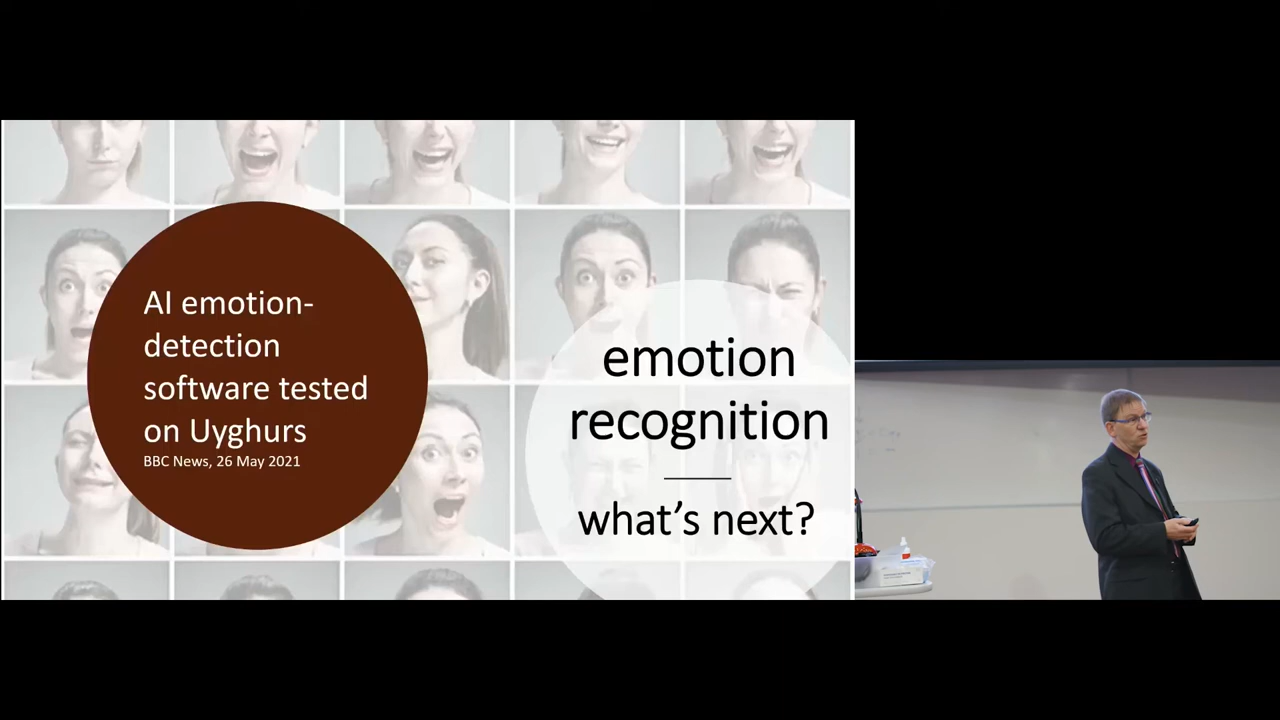 AI emotion-
detection
software tested
on Uyghurs
BBC News, 26 May 2021
emotion
recognition
what's next?